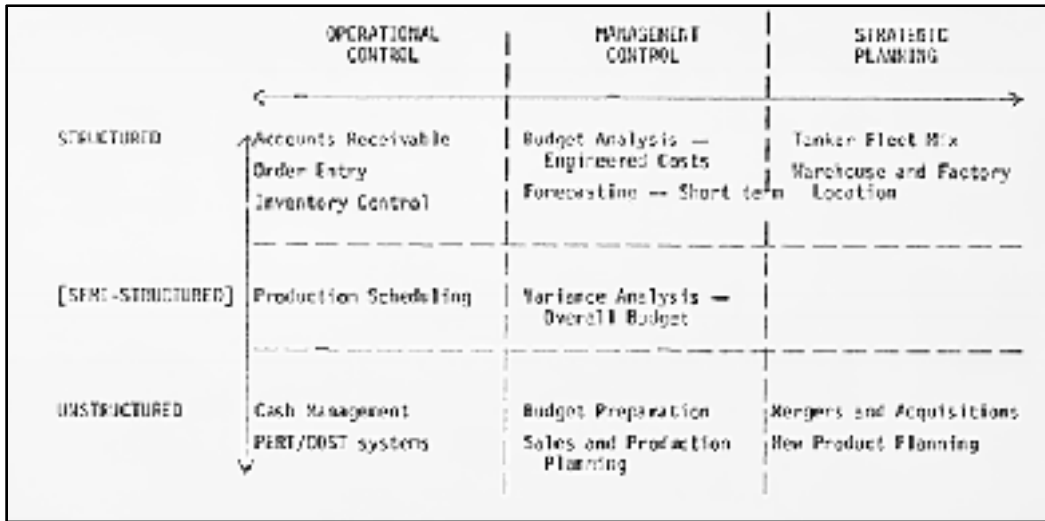 OPERATIONAL CONTROL
MANAGEMENT CONTROL
STRATEGIC PLANNING
STRUCTURED
Accounts Receivable
Order Entry
Inventory Control
Budget Analysis —
Engineered Costs
Forecasting -- Short term
Tanker Fleet Mix
Warehouse and Factory
Location
[SEMI-STRUCTURED]
Production Scheduling
Variance Analysis —
Overall Budget
UNSTRUCTURED
Cash Management
PERT/COST systems
Budget Preparation
Sales and Production
Planning
Mergers and Acquisitions
New Product Planning